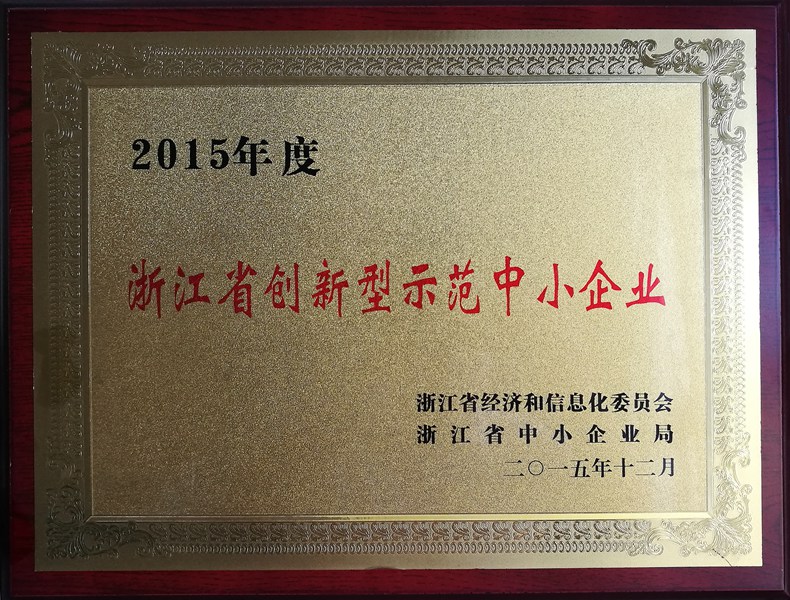 2015年度
浙江省创新型示范中小企业
浙江省经济和信息化委员会
浙江省中小企业局
二〇一五年十二月